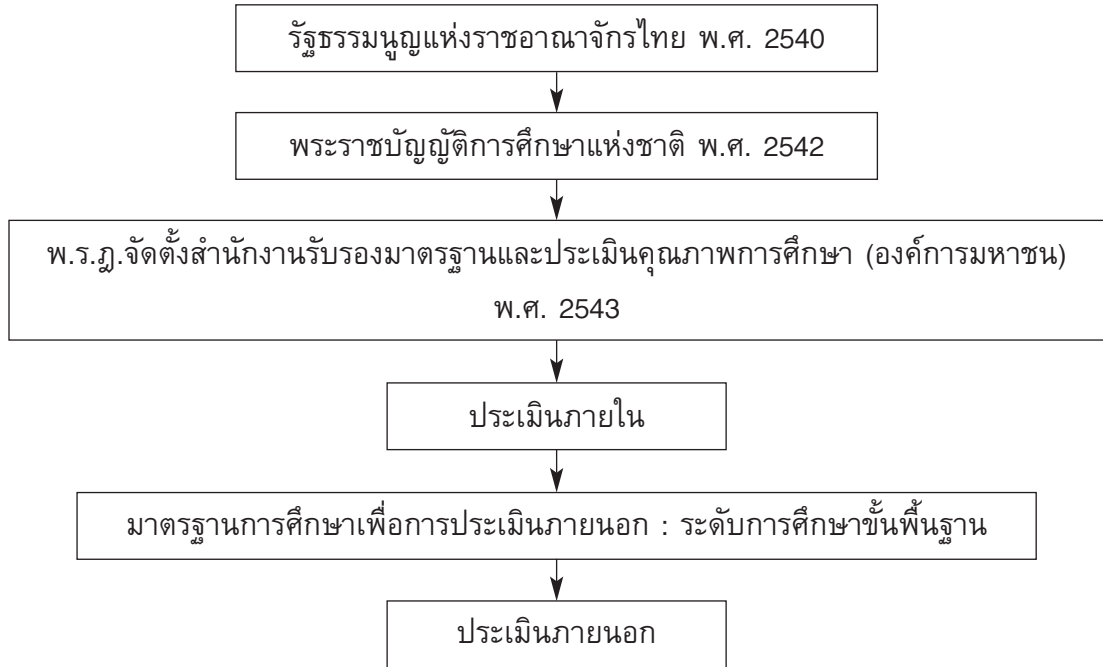 รัฐธรรมนูญแห่งราชอาณาจักรไทย พ.ศ. 2540
พระราชบัญญัติการศึกษาแห่งชาติ พ.ศ. 2542
พ.ร.ฎ.จัดตั้งสำนักงานรับรองมาตรฐานและประเมินคุณภาพการศึกษา (องค์การมหาชน)
พ.ศ. 2543
ประเมินภายใน
มาตรฐานการศึกษาเพื่อการประเมินภายนอก : ระดับการศึกษาขั้นพื้นฐาน
ประเมินภายนอก